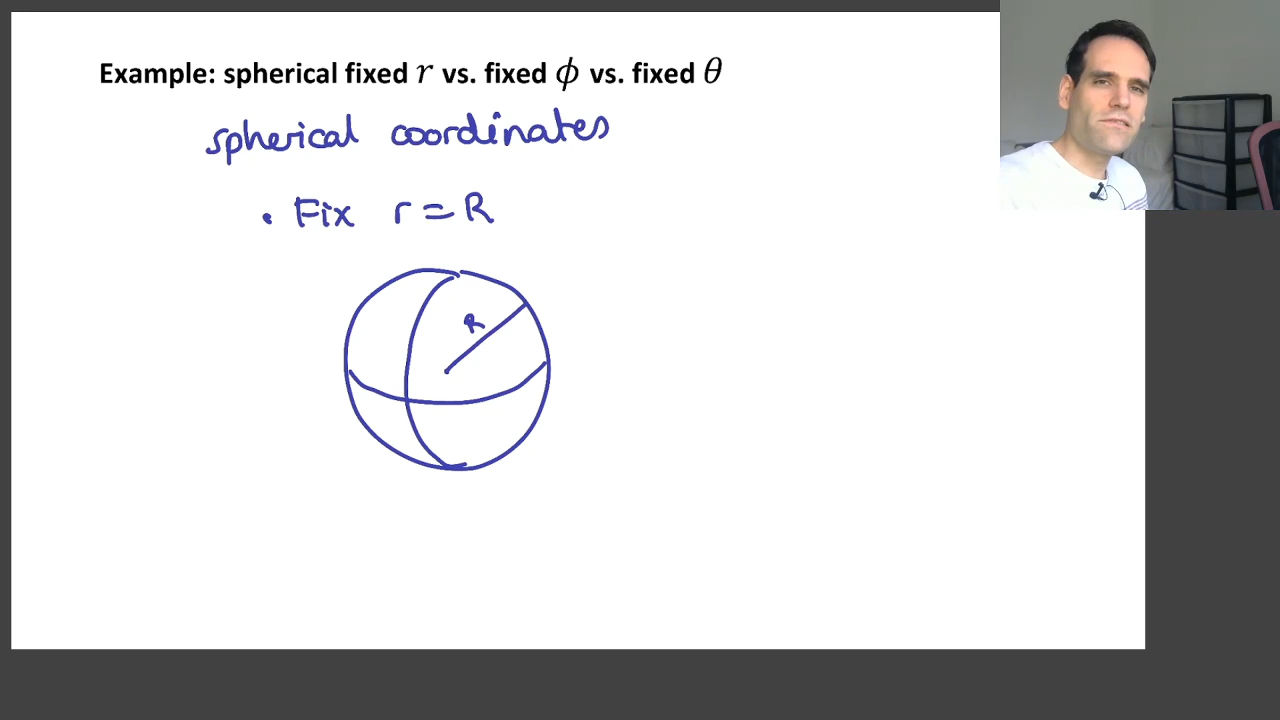 Example: spherical fixed r vs. fixed ϕ vs. fixed θ
spherical coordinates
• Fix r = R
R